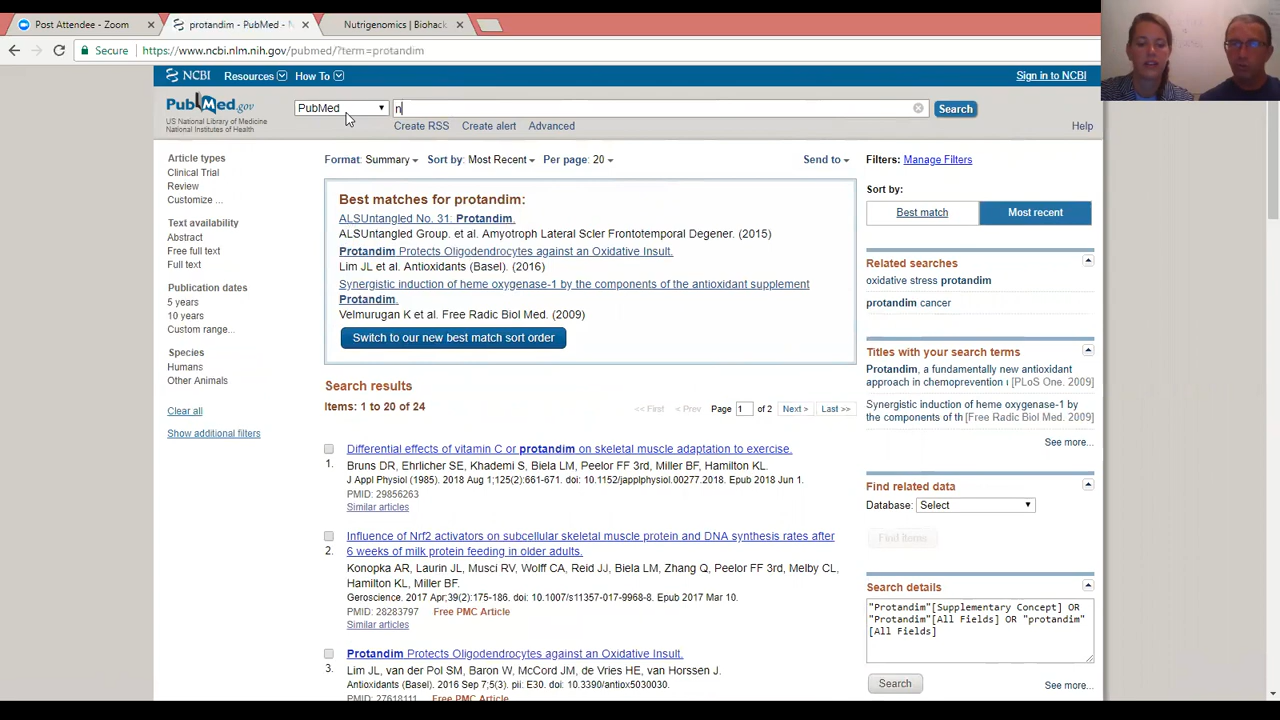 Post Attendee - Zoom
protandim - PubMed - N
Nutrigenomics | Biohack
Secure
https://www.ncbi.nlm.nih.gov/pubmed/?term=protandim
NCBI
Resources
How To
Sign in to NCBI
PubMed.gov
US National Library of Medicine
National Institutes of Health
PubMed
n
Search
Create RSS
Create alert
Advanced
Help
Article types
Clinical Trial
Review
Customize ...
Text availability
Abstract
Free full text
Full text
Publication dates
5 years
10 years
Custom range...
Species
Humans
Other Animals
Clear all
Show additional filters
Format: Summary
Sort by: Most Recent
Per page: 20
Send to
Best matches for protandim:
ALSUntangled No. 31: Protandim.
ALSUntangled Group. et al. Amyotroph Lateral Scler Frontotemporal Degener. (2015)
Protandim Protects Oligodendrocytes against an Oxidative Insult.
Lim JL et al. Antioxidants (Basel). (2016)
Synergistic induction of heme oxygenase-1 by the components of the antioxidant supplement
Protandim.
Velmurugan K et al. Free Radic Biol Med. (2009)
Switch to our new best match sort order
Search results
Items: 1 to 20 of 24
<< First
< Prev
Page 1 of 2
Next >
Last >>
Differential effects of vitamin C or protandim on skeletal muscle adaptation to exercise.
1.
Bruns DR, Ehrlicher SE, Khademi S, Biela LM, Peelor FF 3rd, Miller BF, Hamilton KL.
J Appl Physiol (1985). 2018 Aug 1;125(2):661-671. doi: 10.1152/japplphysiol.00277.2018. Epub 2018 Jun 1.
PMID: 29856263
Similar articles
Influence of Nrf2 activators on subcellular skeletal muscle protein and DNA synthesis rates after
2.
6 weeks of milk protein feeding in older adults.
Konopka AR, Laurin JL, Musci RV, Wolff CA, Reid JJ, Biela LM, Zhang Q, Peelor FF 3rd, Melby CL,
Hamilton KL, Miller BF.
Geroscience. 2017 Apr;39(2):175-186. doi: 10.1007/s11357-017-9968-8. Epub 2017 Mar 10.
PMID: 28283797
Free PMC Article
Similar articles
Protandim Protects Oligodendrocytes against an Oxidative Insult.
3.
Lim JL, van der Pol SM, Baron W, McCord JM, de Vries HE, van Horssen J.
Antioxidants (Basel). 2016 Sep 7;5(3). pii: E30. doi: 10.3390/antiox5030030.
PMID: 27618111
Free PMC Article
Filters: Manage Filters
Sort by:
Best match
Most recent
Related searches
oxidative stress protandim
protandim cancer
Titles with your search terms
Protandim, a fundamentally new antioxidant
approach in chemoprevention
[PLoS One. 2009]
Synergistic induction of heme oxygenase-1 by
the components of th [Free Radic Biol Med. 2009]
See more...
Find related data
Database: Select
Find items
Search details
"Protandim"[Supplementary Concept] OR
"Protandim"[All Fields] OR "protandim"
[All Fields]
Search
See more...